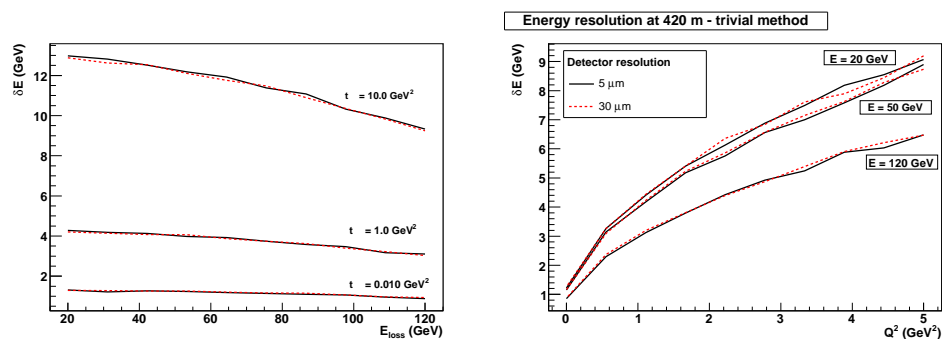 Energy resolution at 420 m - trivial method
δE (GeV)
12
10
8
6
4
2
t = 10.0 GeV²
t = 1.0 GeV²
t = 0.010 GeV²
20 40 60 80 100 120
E_loss (GeV)
δE (GeV)
9
8
7
6
5
4
3
2
1
Detector resolution
5 μm
30 μm
E = 20 GeV
E = 50 GeV
E = 120 GeV
0 1 2 3 4 5
Q² (GeV²)